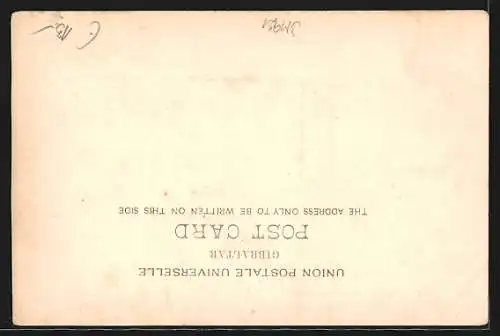 UNION POSTALE UNIVERSELLE
GIBRALTAR
POST CARD
THE ADDRESS ONLY TO BE WRITTEN ON THIS SIDE